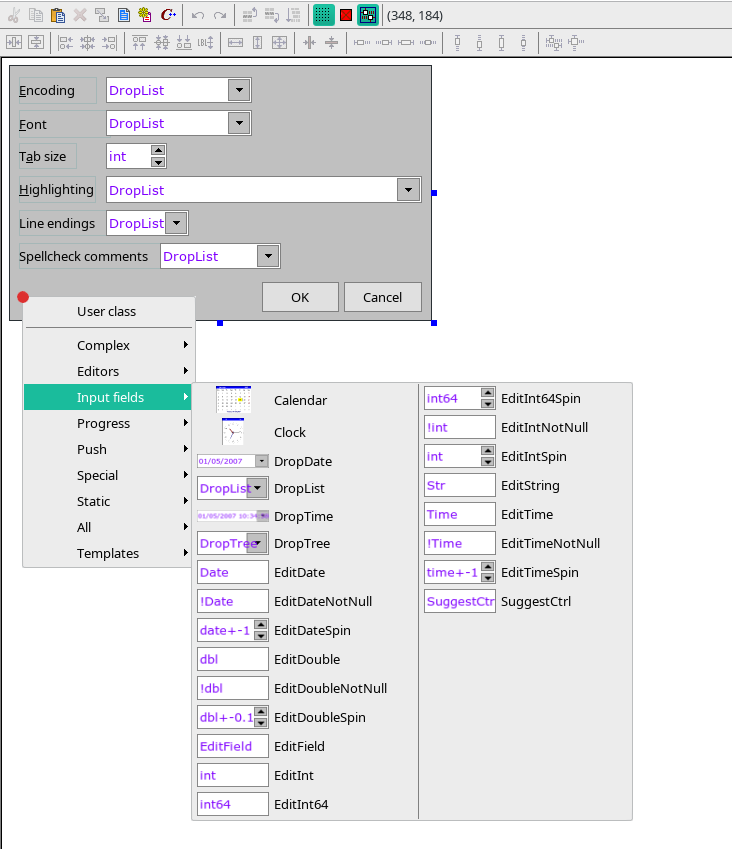 (348, 184)
Encoding DropList
Font DropList
Tab size int
Highlighting DropList
Line endings DropList
Spellcheck comments DropList
OK Cancel
User class
Complex
Editors
Input fields
Progress
Push
Special
Static
All
Templates
Calendar
Clock
01/05/2007 DropDate
DropList DropList
01/05/2007 10:34 DropTime
DropTree DropTree
Date EditDate
!Date EditDateNotNull
date+-1 EditDateSpin
dbl EditDouble
!dbl EditDoubleNotNull
dbl+-0.1 EditDoubleSpin
EditField EditField
int EditInt
int64 EditInt64
int64 EditInt64Spin
!int EditIntNotNull
int EditIntSpin
Str EditString
Time EditTime
!Time EditTimeNotNull
time+-1 EditTimeSpin
SuggestCtr SuggestCtrl